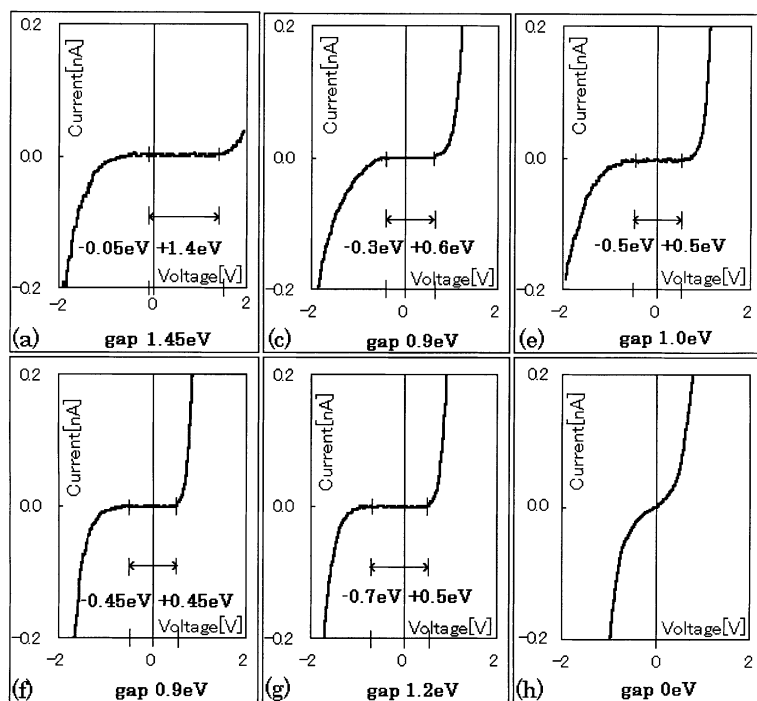 0.2
Current[nA]
0.0
-0.05eV +1.4eV
Voltage[V]
-0.2
-2 0 2
(a) gap 1.45eV
0.2
Current[nA]
0.0
-0.3eV +0.6eV
Voltage[V]
-0.2
-2 0 2
(c) gap 0.9eV
0.2
Current[nA]
0.0
-0.5eV +0.5eV
Voltage[V]
-0.2
-2 0 2
(e) gap 1.0eV
0.2
Current[nA]
0.0
-0.45eV +0.45eV
Voltage[V]
-0.2
-2 0 2
(f) gap 0.9eV
0.2
Current[nA]
0.0
-0.7eV +0.5eV
Voltage[V]
-0.2
-2 0 2
(g) gap 1.2eV
0.2
Current[nA]
0.0
Voltage[V]
-0.2
-2 0 2
(h) gap 0eV